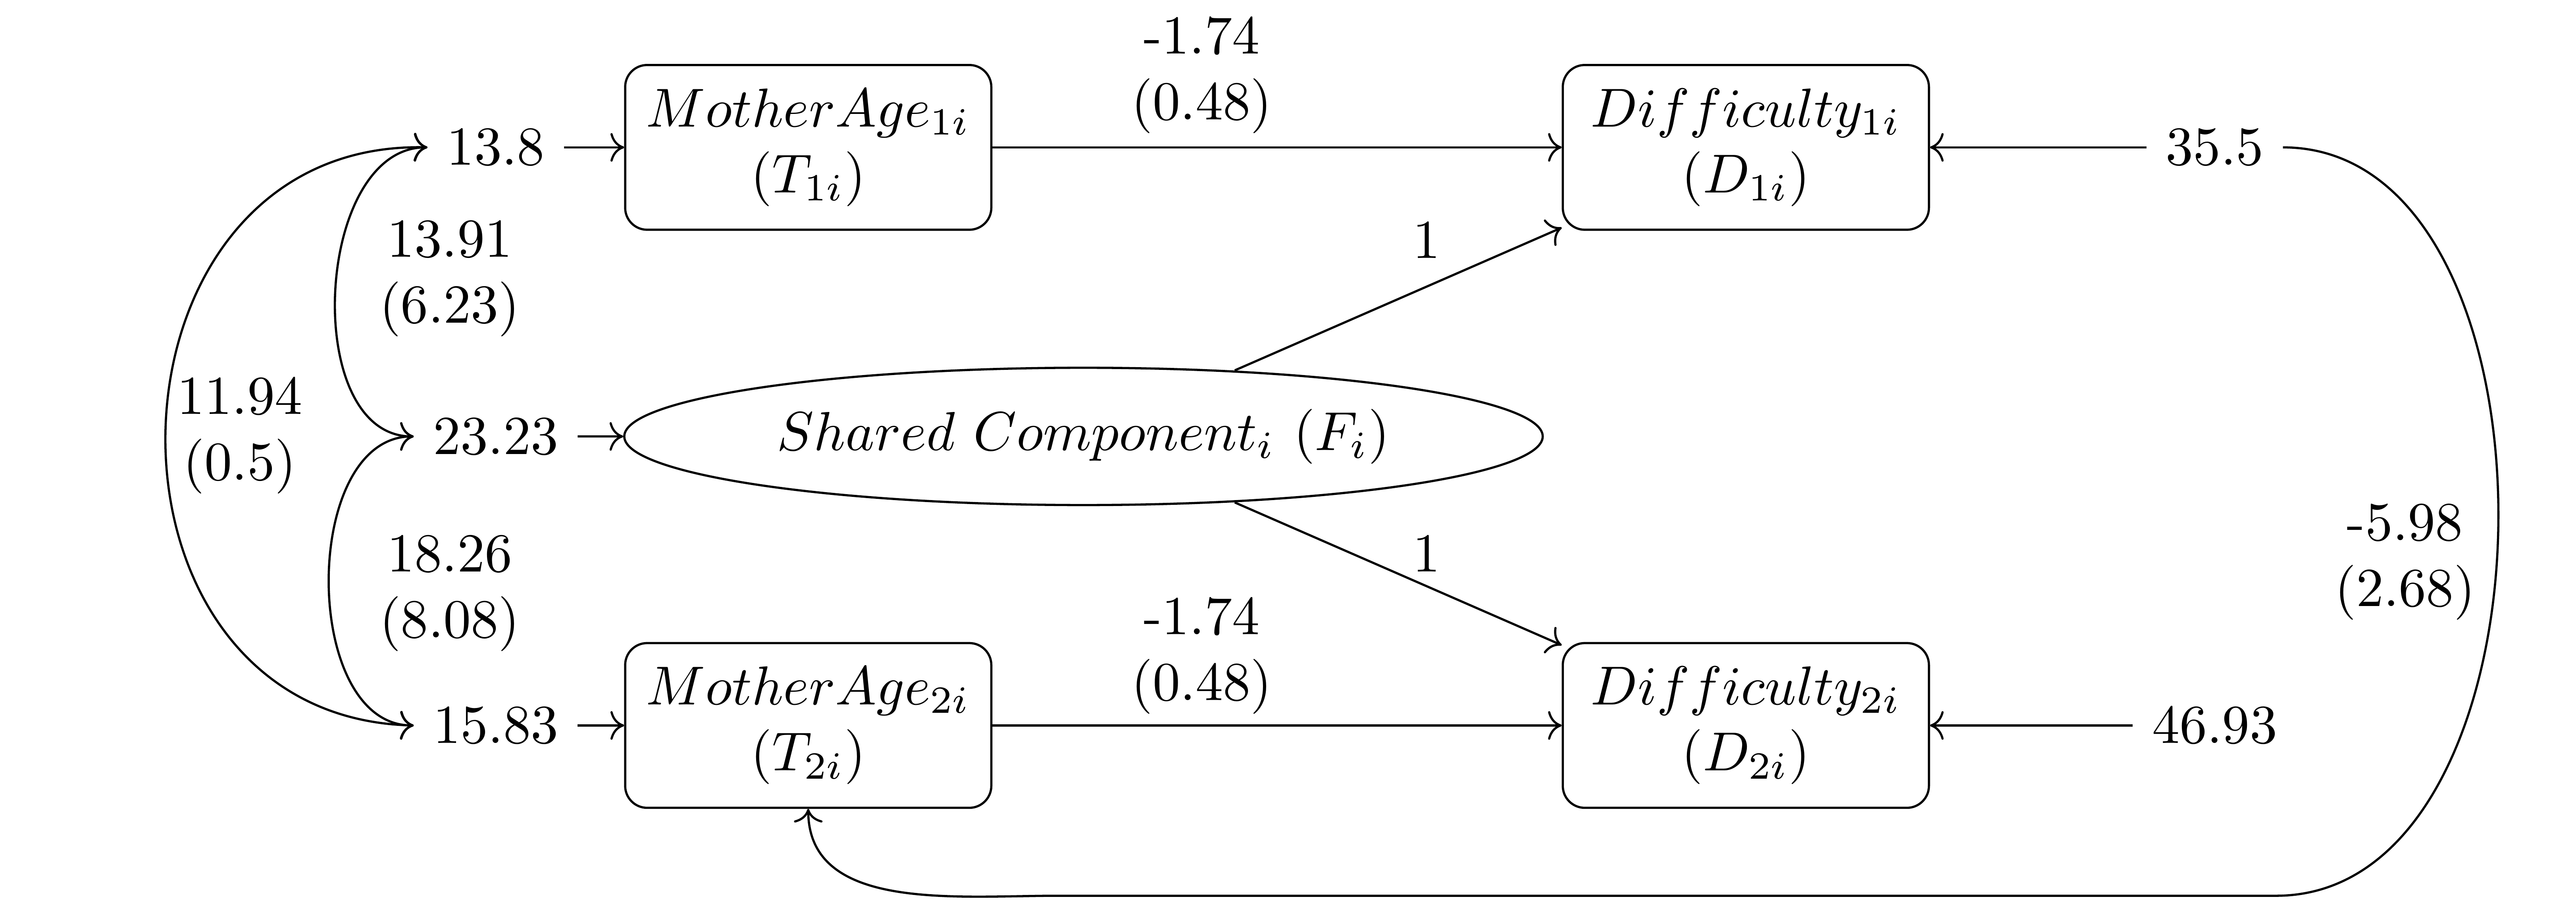 -1.74
(0.48)
MotherAge₁ᵢ
(T₁ᵢ)
Difficulty₁ᵢ
(D₁ᵢ)
13.8
35.5
13.91
(6.23)
1
11.94
(0.5)
23.23
Shared Componentᵢ (Fᵢ)
18.26
(8.08)
1
-5.98
(2.68)
-1.74
(0.48)
MotherAge₂ᵢ
(T₂ᵢ)
Difficulty₂ᵢ
(D₂ᵢ)
15.83
46.93